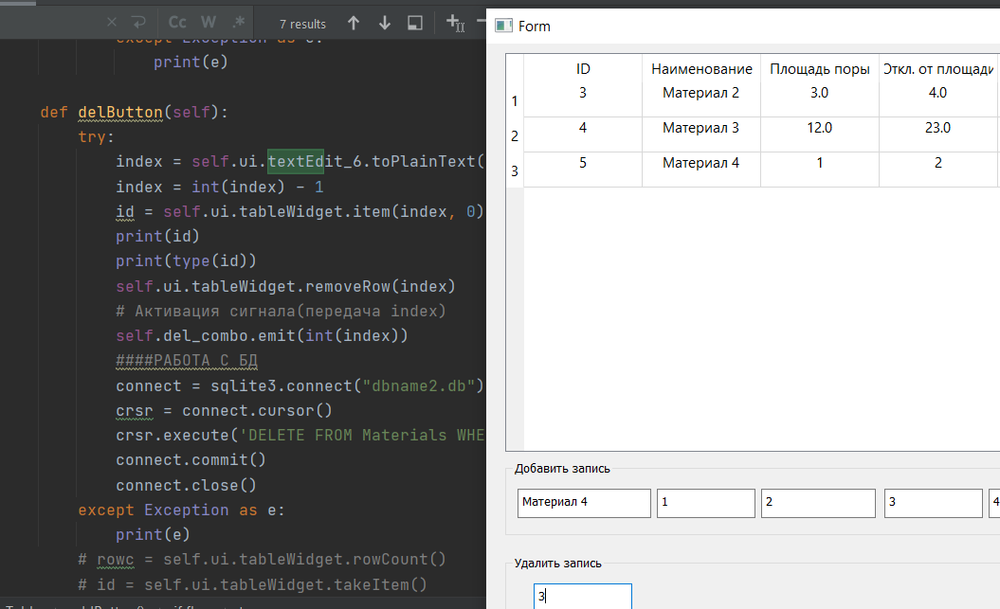 Cc W .* 7 results
except Exception as e:
print(e)
def delButton(self):
try:
index = self.ui.textEdit_6.toPlainText(
index = int(index) - 1
id = self.ui.tableWidget.item(index, 0)
print(id)
print(type(id))
self.ui.tableWidget.removeRow(index)
# Активация сигнала(передача index)
self.del_combo.emit(int(index))
####РАБОТА С БД
connect = sqlite3.connect("dbname2.db")
crsr = connect.cursor()
crsr.execute('DELETE FROM Materials WHE
connect.commit()
connect.close()
except Exception as e:
print(e)
# rowc = self.ui.tableWidget.rowCount()
# id = self.ui.tableWidget.takeItem()
Form
ID Наименование Площадь поры Откл. от площади
1 3 Материал 2 3.0 4.0
2 4 Материал 3 12.0 23.0
3 5 Материал 4 1 2
Добавить запись
Материал 4 1 2 3 4
Удалить запись
3